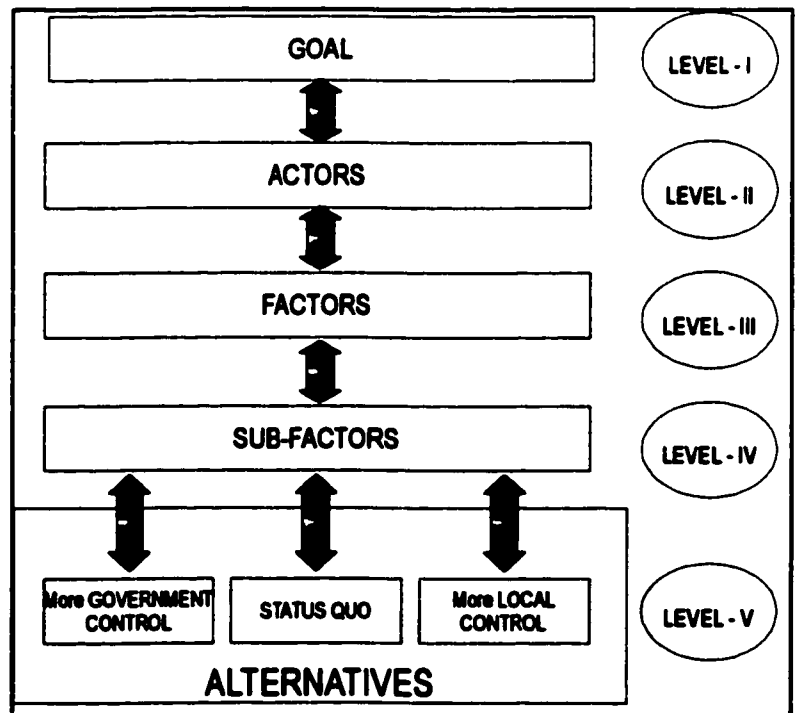 GOAL
LEVEL - I
ACTORS
LEVEL - II
FACTORS
LEVEL - III
SUB-FACTORS
LEVEL - IV
More GOVERNMENT
CONTROL
STATUS QUO
More LOCAL
CONTROL
LEVEL - V
ALTERNATIVES